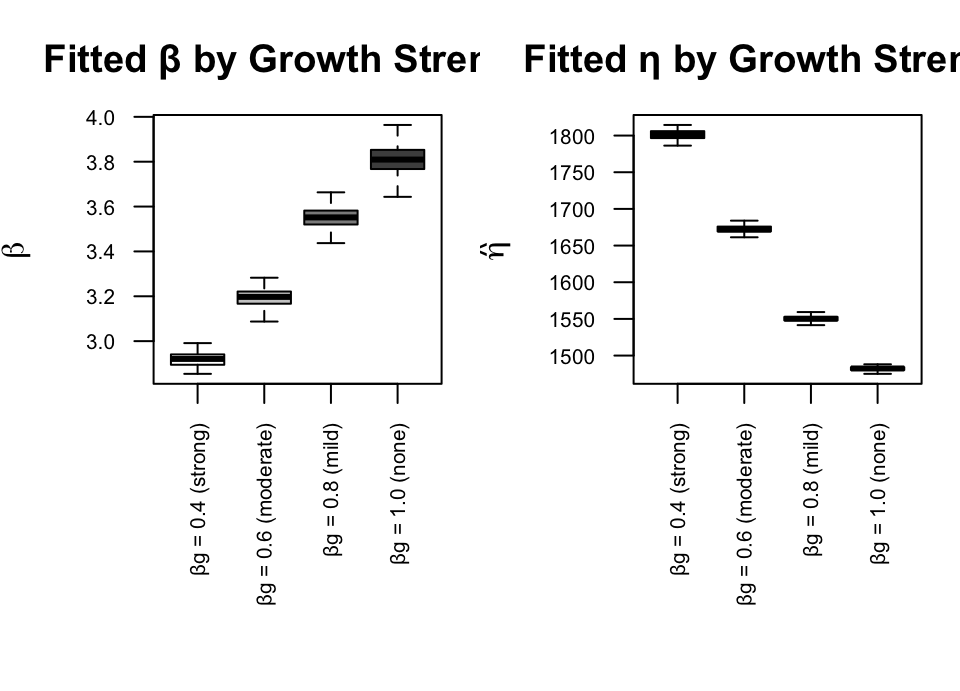 Fitted β by Growth Stren
β
4.0
3.8
3.6
3.4
3.2
3.0
βg = 0.4 (strong)
βg = 0.6 (moderate)
βg = 0.8 (mild)
βg = 1.0 (none)
Fitted η by Growth Stren
η̂
1800
1750
1700
1650
1600
1550
1500
βg = 0.4 (strong)
βg = 0.6 (moderate)
βg = 0.8 (mild)
βg = 1.0 (none)